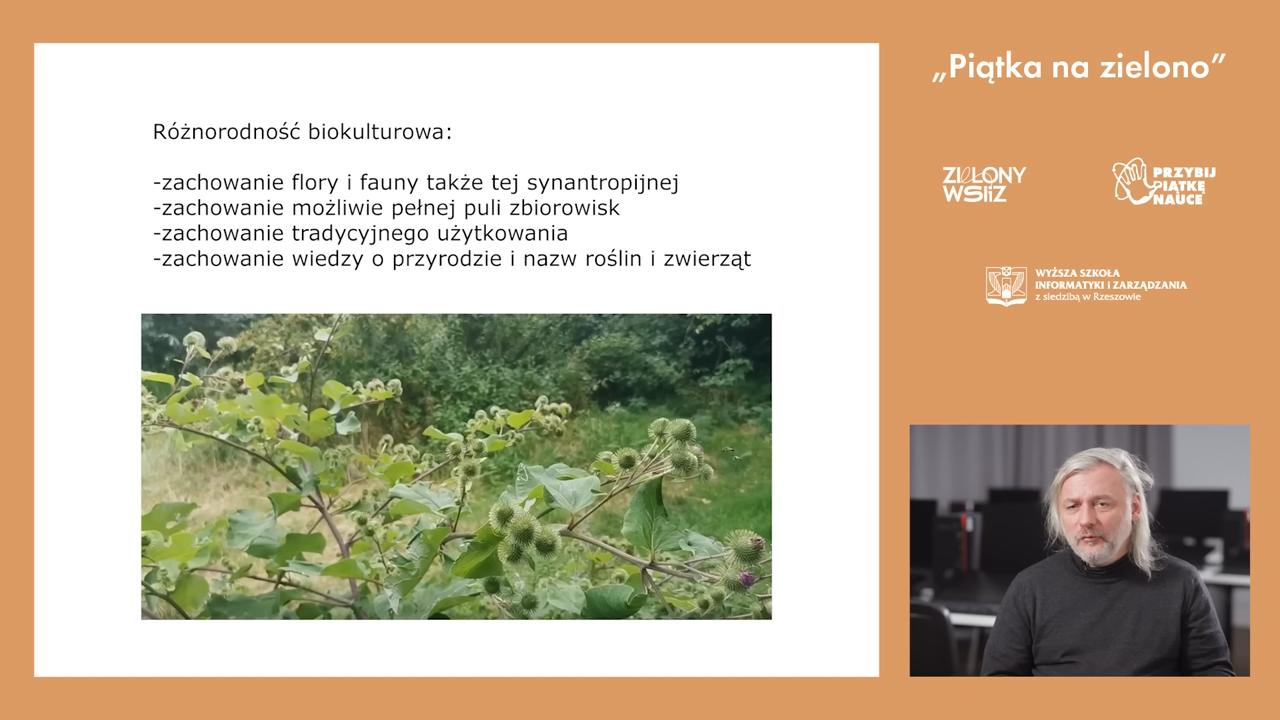 „Piątka na zielono”
Różnorodność biokulturowa:
-zachowanie flory i fauny także tej synantropijnej
-zachowanie możliwie pełnej puli zbiorowisk
-zachowanie tradycyjnego użytkowania
-zachowanie wiedzy o przyrodzie i nazw roślin i zwierząt
ZIELONY
WSIiZ
PRZYBIJ
PIĄTKĘ
NAUCE
WYŻSZA SZKOŁA
INFORMATYKI i ZARZĄDZANIA
z siedzibą w Rzeszowie